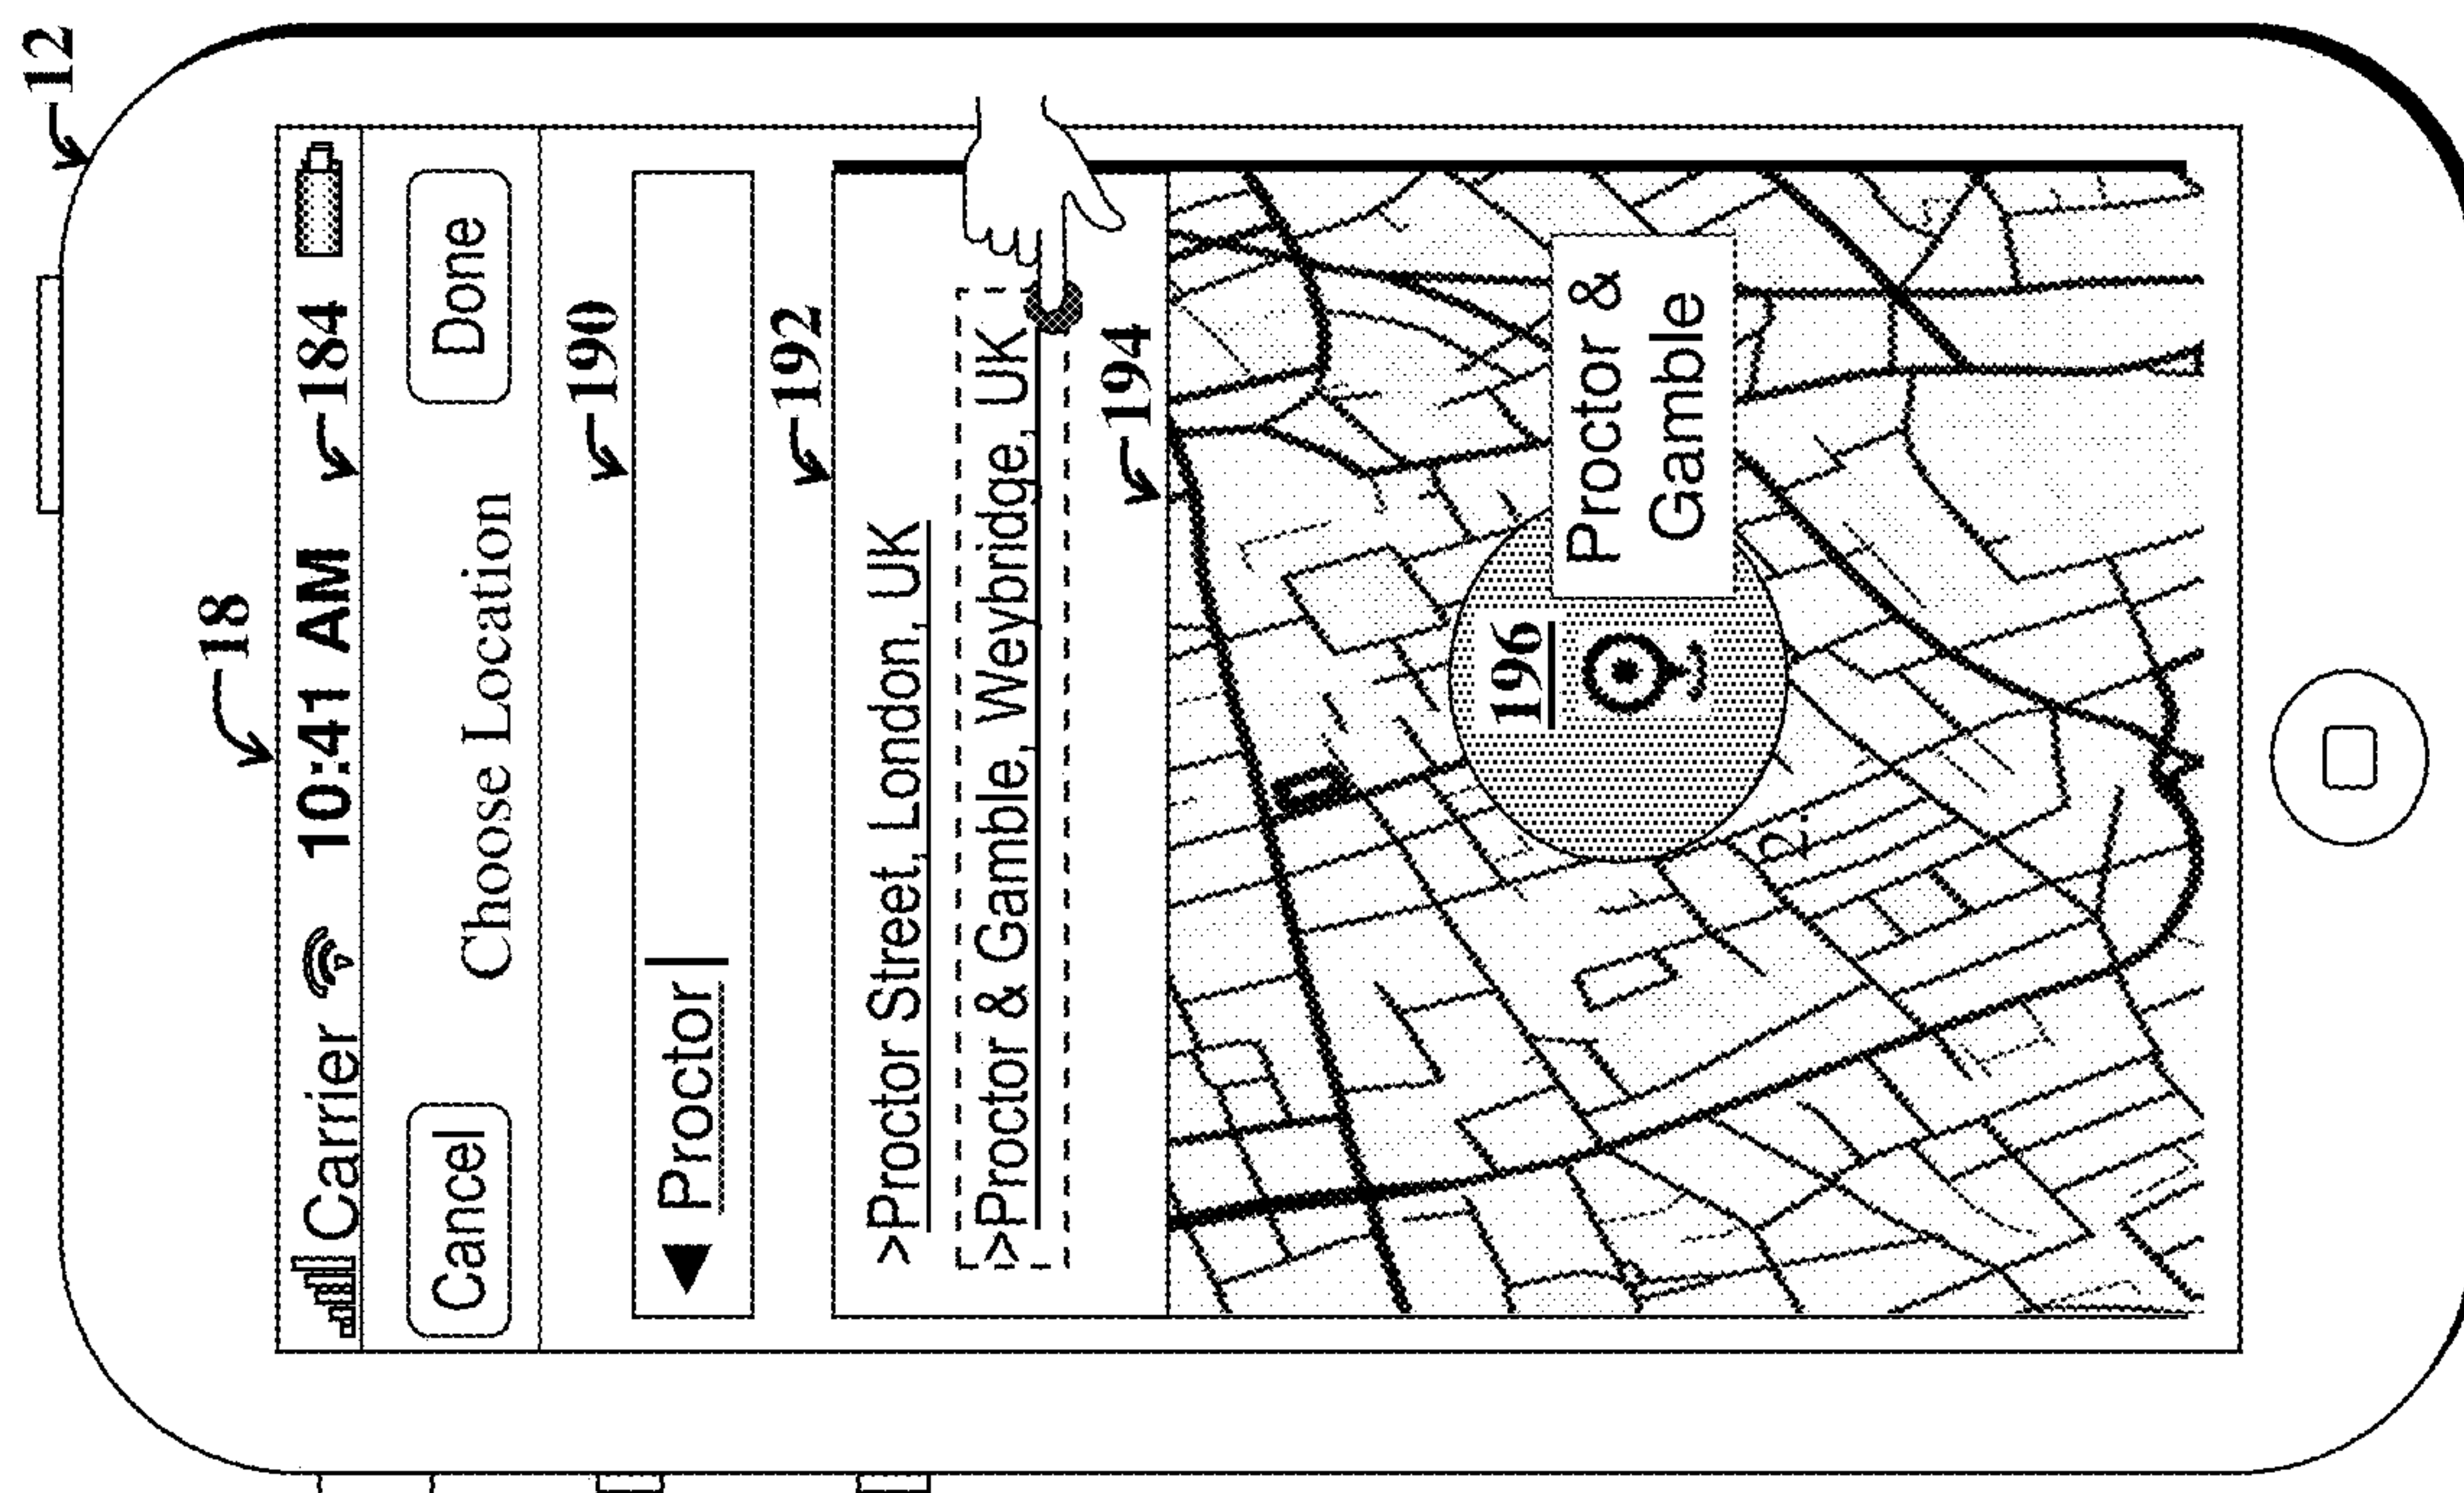 12
18
Carrier 10:41 AM
184
Cancel
Choose Location
Done
190
Proctor
192
>Proctor Street, London, UK
>Proctor & Gamble, Weybridge, UK
194
196
Proctor &
Gamble
2.